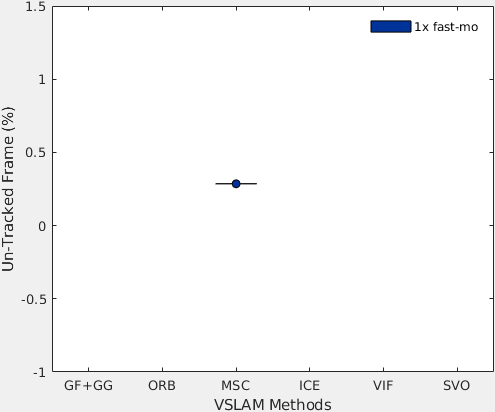 1.5
1x fast-mo
1
0.5
0
-0.5
-1
Un-Tracked Frame (%)
GF+GG ORB MSC ICE VIF SVO
VSLAM Methods